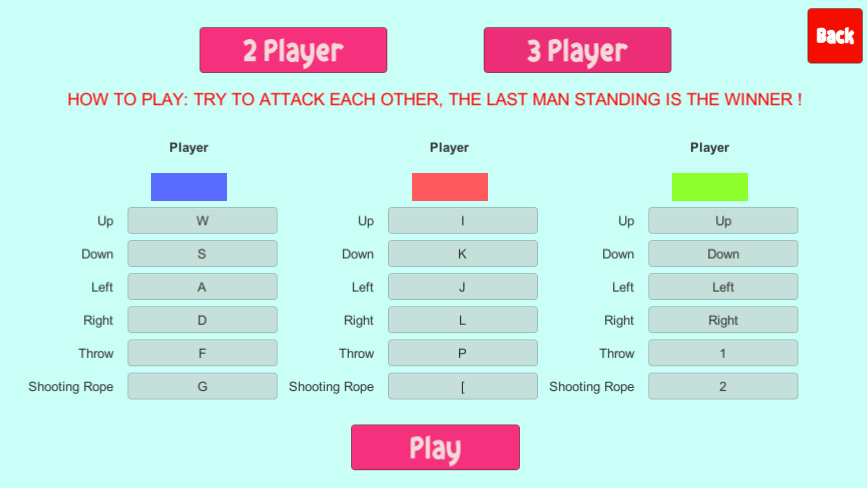 2 Player 3 Player Back
HOW TO PLAY: TRY TO ATTACK EACH OTHER, THE LAST MAN STANDING IS THE WINNER !
Player Player Player
Up W Up I Up Up
Down S Down K Down Down
Left A Left J Left Left
Right D Right L Right Right
Throw F Throw P Throw 1
Shooting Rope G Shooting Rope [ Shooting Rope 2
Play